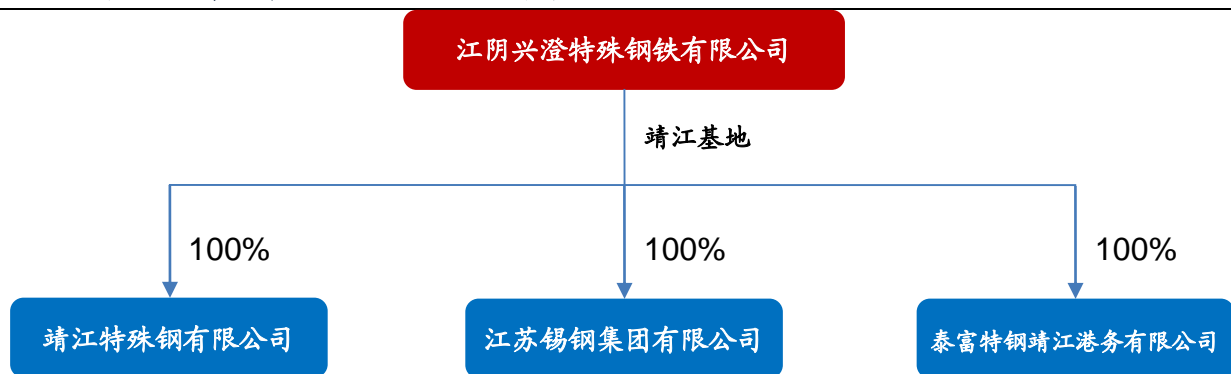 江阴兴澄特殊钢铁有限公司
靖江基地
100%
100%
100%
靖江特殊钢有限公司
江苏锡钢集团有限公司
泰富特钢靖江港务有限公司